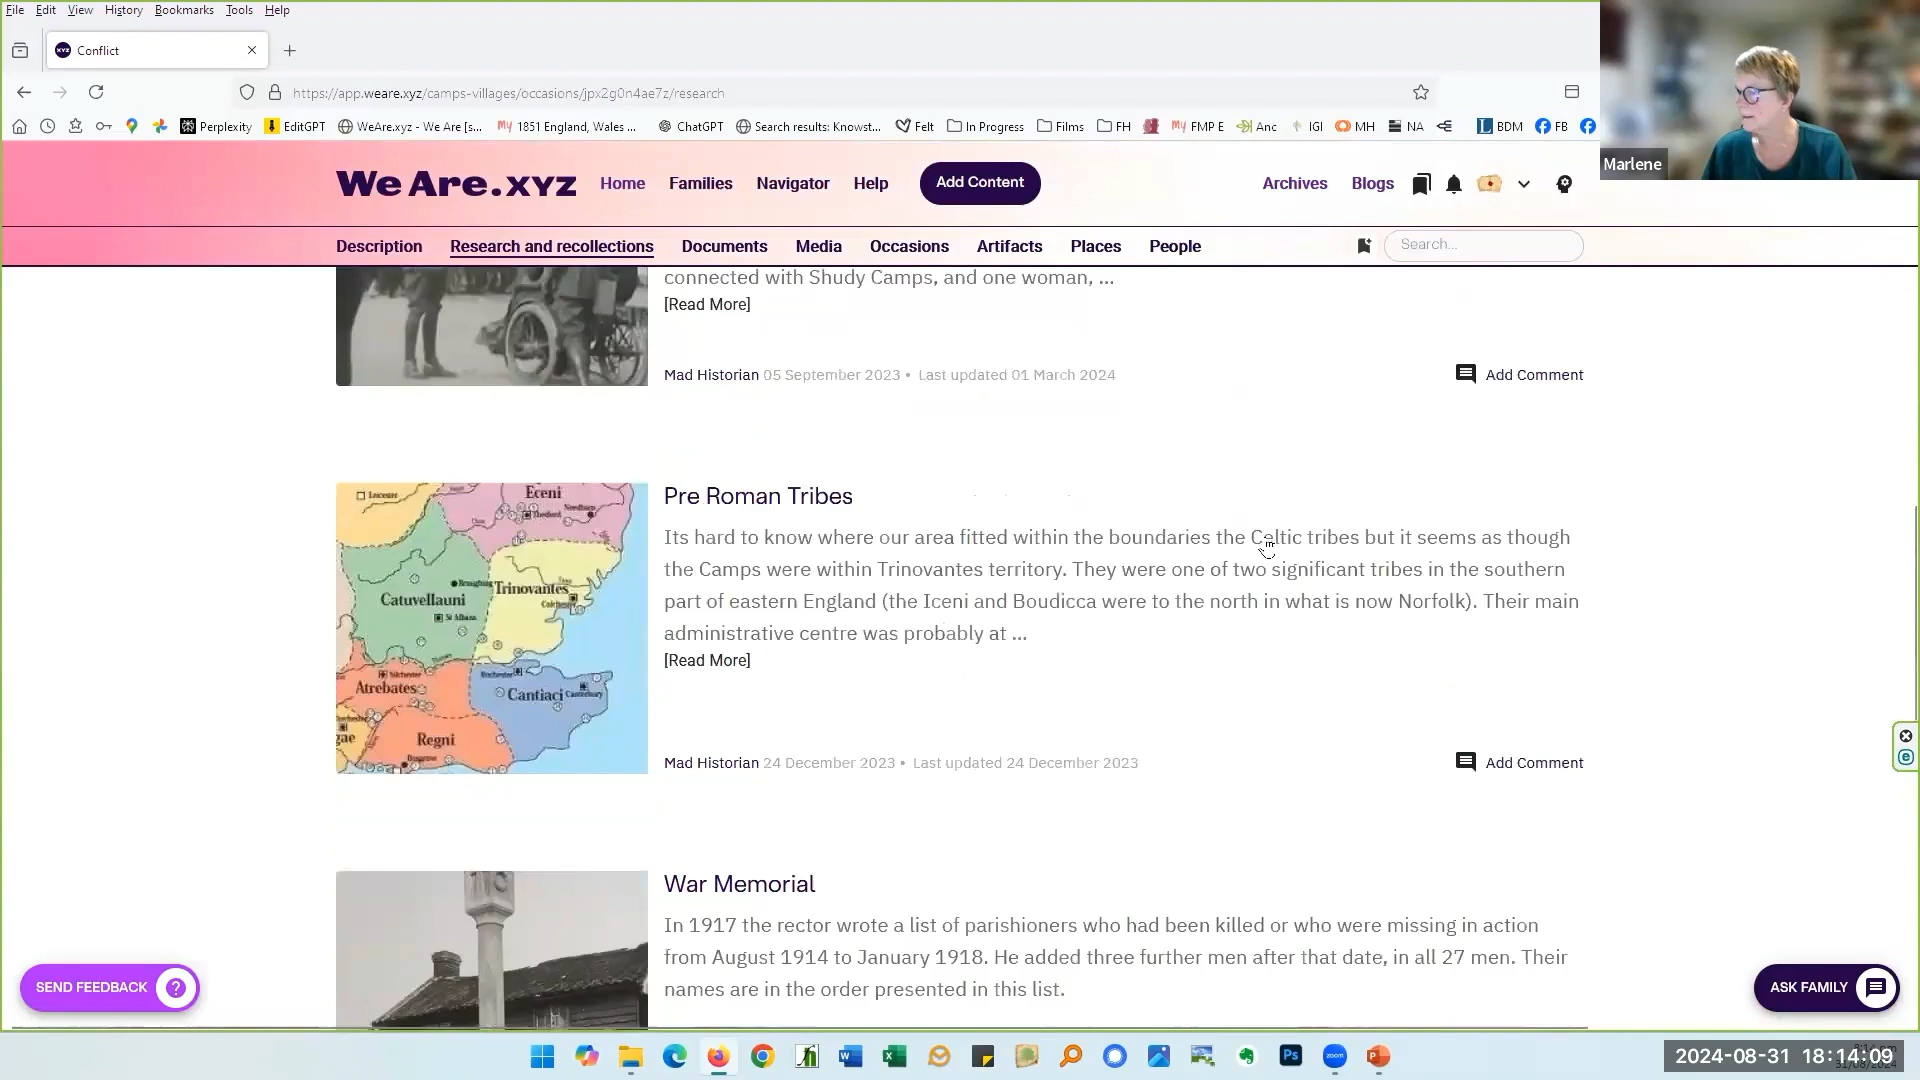 File Edit View History Bookmarks Tools Help
Conflict
https://app.weare.xyz/camps-villages/occasions/jpx2g0n4ae7z/research
Perplexity EditGPT WeAre.xyz - We Are [s... 1851 England, Wales ... ChatGPT Search results: Knowst... Felt In Progress Films FH FMP E Anc IGI MH NA BDM FB
Marlene
We Are.xyz Home Families Navigator Help Add Content Archives Blogs
Description Research and recollections Documents Media Occasions Artifacts Places People Search...
connected with Shudy Camps, and one woman, ...
[Read More]
Mad Historian 05 September 2023 • Last updated 01 March 2024 Add Comment
Pre Roman Tribes
Its hard to know where our area fitted within the boundaries the Celtic tribes but it seems as though
the Camps were within Trinovantes territory. They were one of two significant tribes in the southern
part of eastern England (the Iceni and Boudicca were to the north in what is now Norfolk). Their main
administrative centre was probably at ...
[Read More]
Mad Historian 24 December 2023 • Last updated 24 December 2023 Add Comment
Leicester
Eceni
Thetford
Trinovantes
Colchester
Catuvellauni
St Albans
Atrebates
Silchester
Rochester
Cantiaci Canterbury
Regni
gae
War Memorial
In 1917 the rector wrote a list of parishioners who had been killed or who were missing in action
from August 1914 to January 1918. He added three further men after that date, in all 27 men. Their
names are in the order presented in this list.
SEND FEEDBACK
ASK FAMILY
2024-08-31 18:14:09